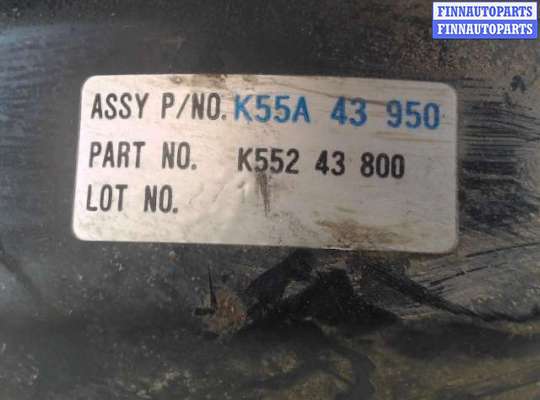 FINNAUTOPARTS
FINNAUTOPARTS
ASSY P/NO. K55A 43 950
PART NO. K552 43 800
LOT NO.